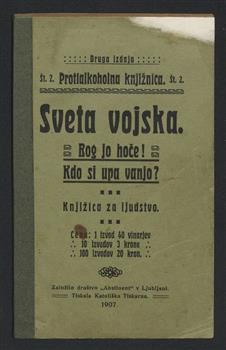 Druga izdaja
št. 2. Protialkoholna knjižnica. št. 2.
Sveta vojska.
Bog jo hoče!
Kdo si upa vanjo?
Knjižica za ljudstvo.
Cena: 1 izvod 40 vinarjev
10 izvodov 3 krone
100 izvodov 20 kron.
Založilo društvo „Abstinent" v Ljubljani.
Tiskala Katoliška Tiskarna.
1907.